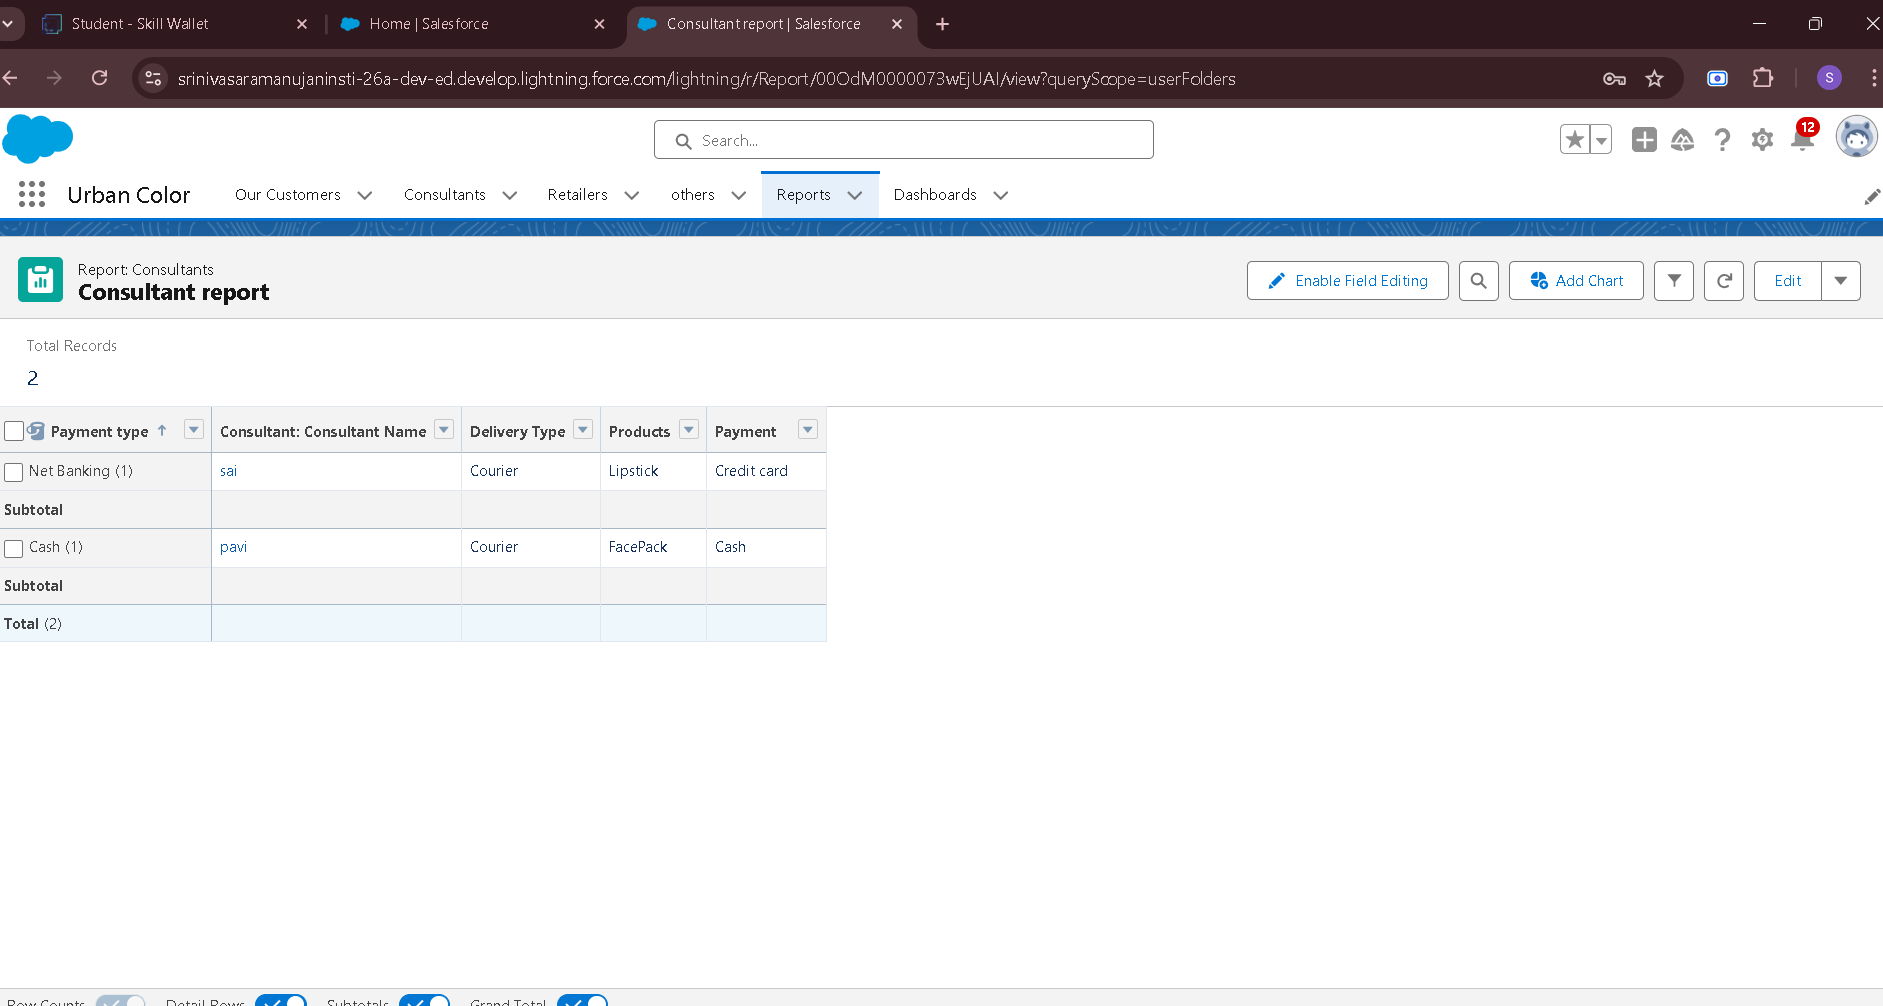 Student - Skill Wallet
Home | Salesforce
Consultant report | Salesforce
srinivasaramanujaninsti-26a-dev-ed.develop.lightning.force.com/lightning/r/Report/00OdM0000073wEjUAI/view?queryScope=userFolders
S
Search...
12
Urban Color
Our Customers
Consultants
Retailers
others
Reports
Dashboards
Report: Consultants
Consultant report
Enable Field Editing
Add Chart
Edit
Total Records
2
Payment type ↑ Consultant: Consultant Name Delivery Type Products Payment
Net Banking (1) sai Courier Lipstick Credit card
Subtotal
Cash (1) pavi Courier FacePack Cash
Subtotal
Total (2)
Row Counts Detail Rows Subtotals Grand Total